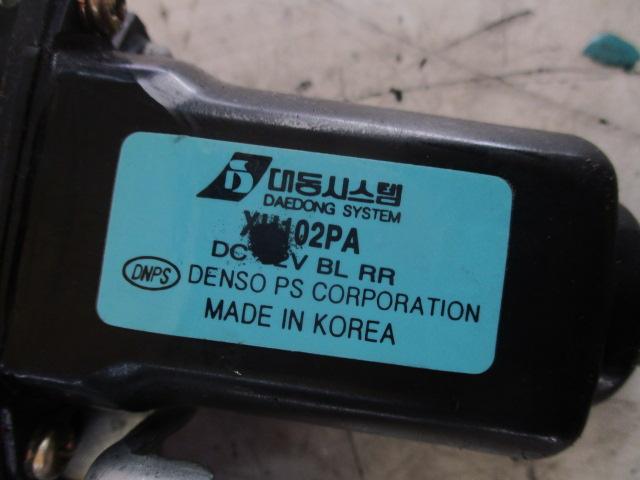 대동시스템
DAEDONG SYSTEM
DC BL RR
DNPS
DENSO PS CORPORATION
MADE IN KOREA